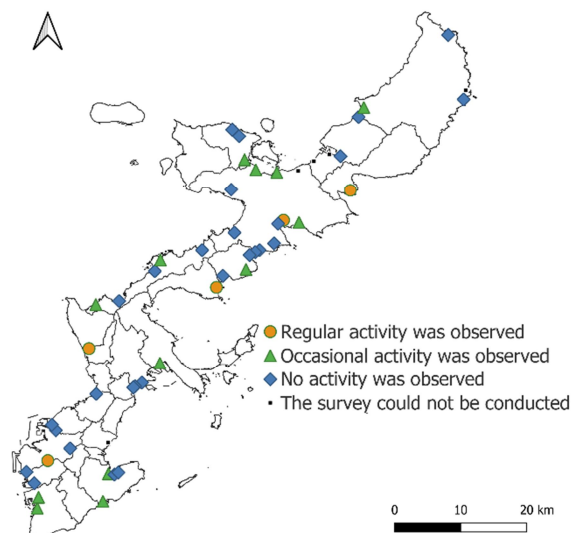 Regular activity was observed
Occasional activity was observed
No activity was observed
The survey could not be conducted
0 10 20 km